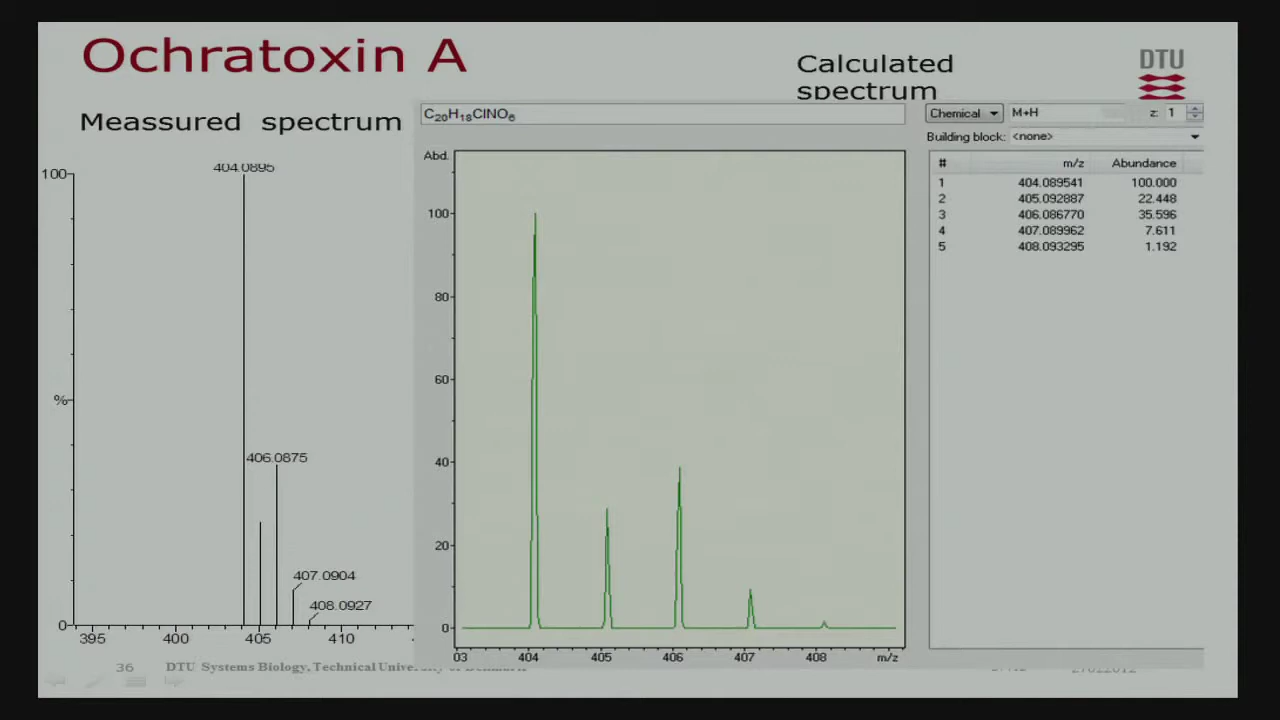 Ochratoxin A
Calculated
spectrum
DTU
Meassured spectrum
C20H18ClNO6
Chemical
M+H
z: 1
Building block: <none>
# m/z Abundance
1 404.089541 100.000
2 405.092887 22.448
3 406.086770 35.596
4 407.089962 7.611
5 408.093295 1.192
404.0895
100
%
0
406.0875
407.0904
408.0927
395 400 405 410
Abd.
100
80
60
40
20
0
03 404 405 406 407 408 m/z
36 DTU Systems Biology, Technical University of Denmark